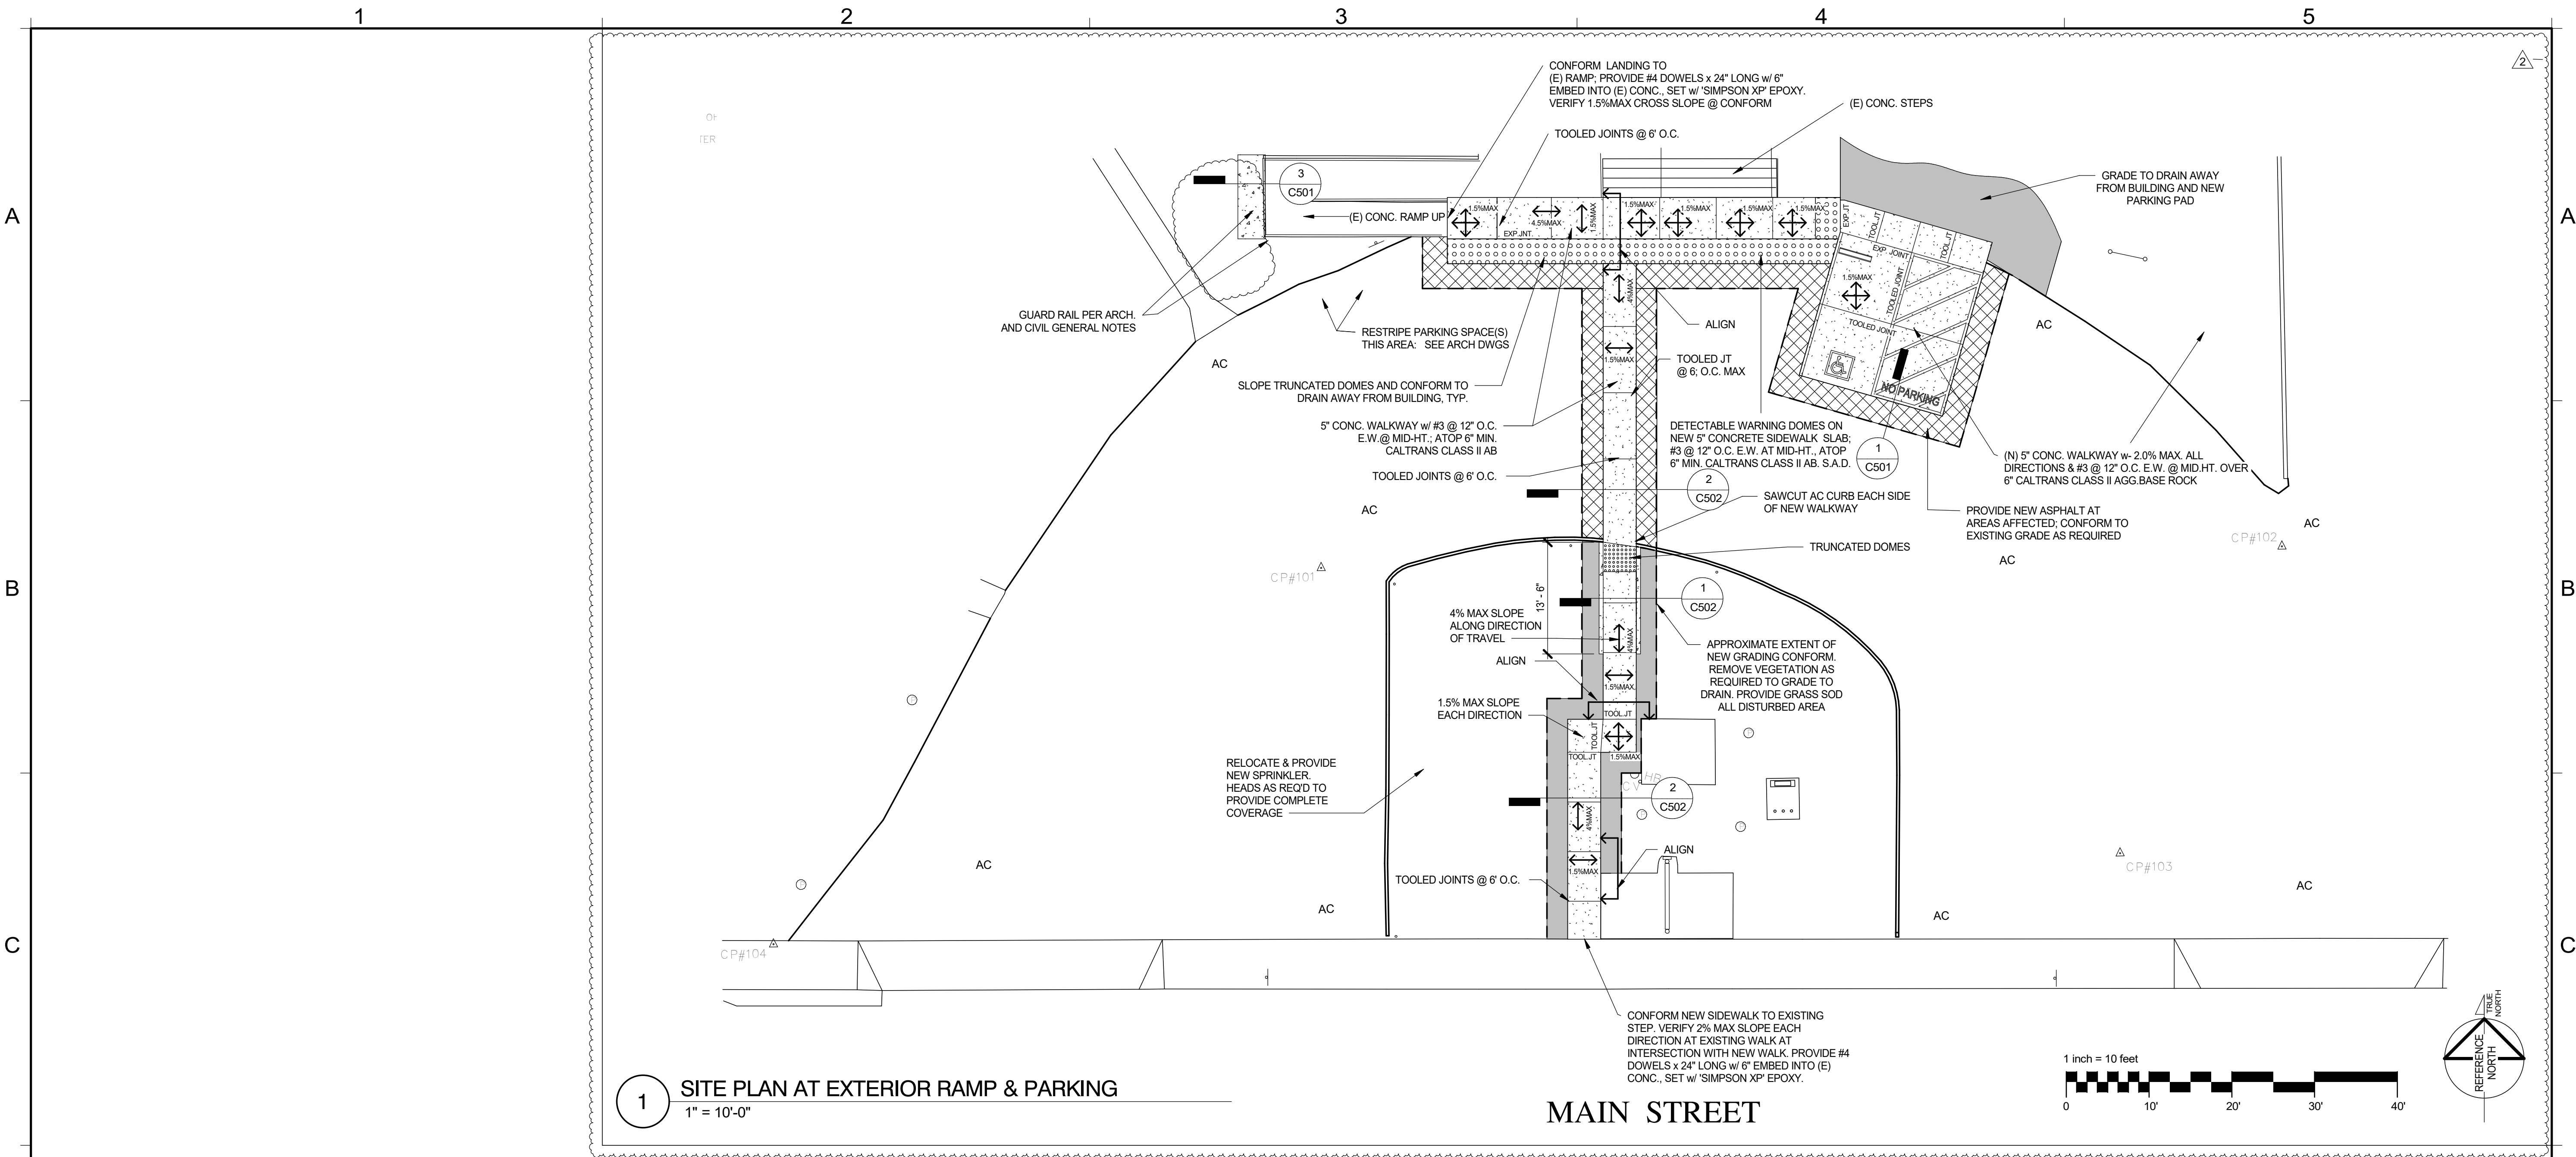 1
2
3
4
5
A
A
B
B
C
C
2
CONFORM LANDING TO
(E) RAMP; PROVIDE #4 DOWELS x 24" LONG w/ 6"
EMBED INTO (E) CONC., SET w/ 'SIMPSON XP' EPOXY.
VERIFY 1.5%MAX CROSS SLOPE @ CONFORM
(E) CONC. STEPS
TOOLED JOINTS @ 6' O.C.
3
C501
(E) CONC. RAMP UP
GRADE TO DRAIN AWAY
FROM BUILDING AND NEW
PARKING PAD
1.5%MAX
4.5%MAX
1.5%MAX
1.5%MAX
1.5%MAX
1.5%MAX
1.5%MAX
EXP.JNT.
EXP.JT
TOOL.JT
TOOL.JT
EXP. JOINT
TOOLED JOINT
1.5%MAX
TOOLED JOINT
NO PARKING
4%MAX
GUARD RAIL PER ARCH.
AND CIVIL GENERAL NOTES
RESTRIPE PARKING SPACE(S)
THIS AREA: SEE ARCH DWGS
ALIGN
AC
AC
1.5%MAX
TOOLED JT
@ 6; O.C. MAX
SLOPE TRUNCATED DOMES AND CONFORM TO
DRAIN AWAY FROM BUILDING, TYP.
5" CONC. WALKWAY w/ #3 @ 12" O.C.
E.W.@ MID-HT.; ATOP 6" MIN.
CALTRANS CLASS II AB
DETECTABLE WARNING DOMES ON
NEW 5" CONCRETE SIDEWALK SLAB;
#3 @ 12" O.C. E.W. AT MID-HT., ATOP
6" MIN. CALTRANS CLASS II AB. S.A.D.
1
C501
(N) 5" CONC. WALKWAY w- 2.0% MAX. ALL
DIRECTIONS & #3 @ 12" O.C. E.W. @ MID.HT. OVER
6" CALTRANS CLASS II AGG.BASE ROCK
TOOLED JOINTS @ 6' O.C.
2
C502
SAWCUT AC CURB EACH SIDE
OF NEW WALKWAY
AC
PROVIDE NEW ASPHALT AT
AREAS AFFECTED; CONFORM TO
EXISTING GRADE AS REQUIRED
AC
CP#102
TRUNCATED DOMES
AC
CP#101
13' - 6"
1
C502
4% MAX SLOPE
ALONG DIRECTION
OF TRAVEL
4%MAX
ALIGN
APPROXIMATE EXTENT OF
NEW GRADING CONFORM.
REMOVE VEGETATION AS
REQUIRED TO GRADE TO
DRAIN. PROVIDE GRASS SOD
ALL DISTURBED AREA
1.5%MAX.
1.5% MAX SLOPE
EACH DIRECTION
TOOL.JT
TOOL.JT
TOOL.JT
1.5%MAX
RELOCATE & PROVIDE
NEW SPRINKLER.
HEADS AS REQ'D TO
PROVIDE COMPLETE
COVERAGE
HB
CV
2
C502
4%MAX
ALIGN
1.5%MAX
TOOLED JOINTS @ 6' O.C.
AC
AC
CP#103
AC
AC
CP#104
CONFORM NEW SIDEWALK TO EXISTING
STEP. VERIFY 2% MAX SLOPE EACH
DIRECTION AT EXISTING WALK AT
INTERSECTION WITH NEW WALK. PROVIDE #4
DOWELS x 24" LONG w/ 6" EMBED INTO (E)
CONC., SET w/ 'SIMPSON XP' EPOXY.
1
SITE PLAN AT EXTERIOR RAMP & PARKING
1" = 10'-0"
MAIN STREET
1 inch = 10 feet
0
10'
20'
30'
40'
TRUE
NORTH
REFERENCE
NORTH